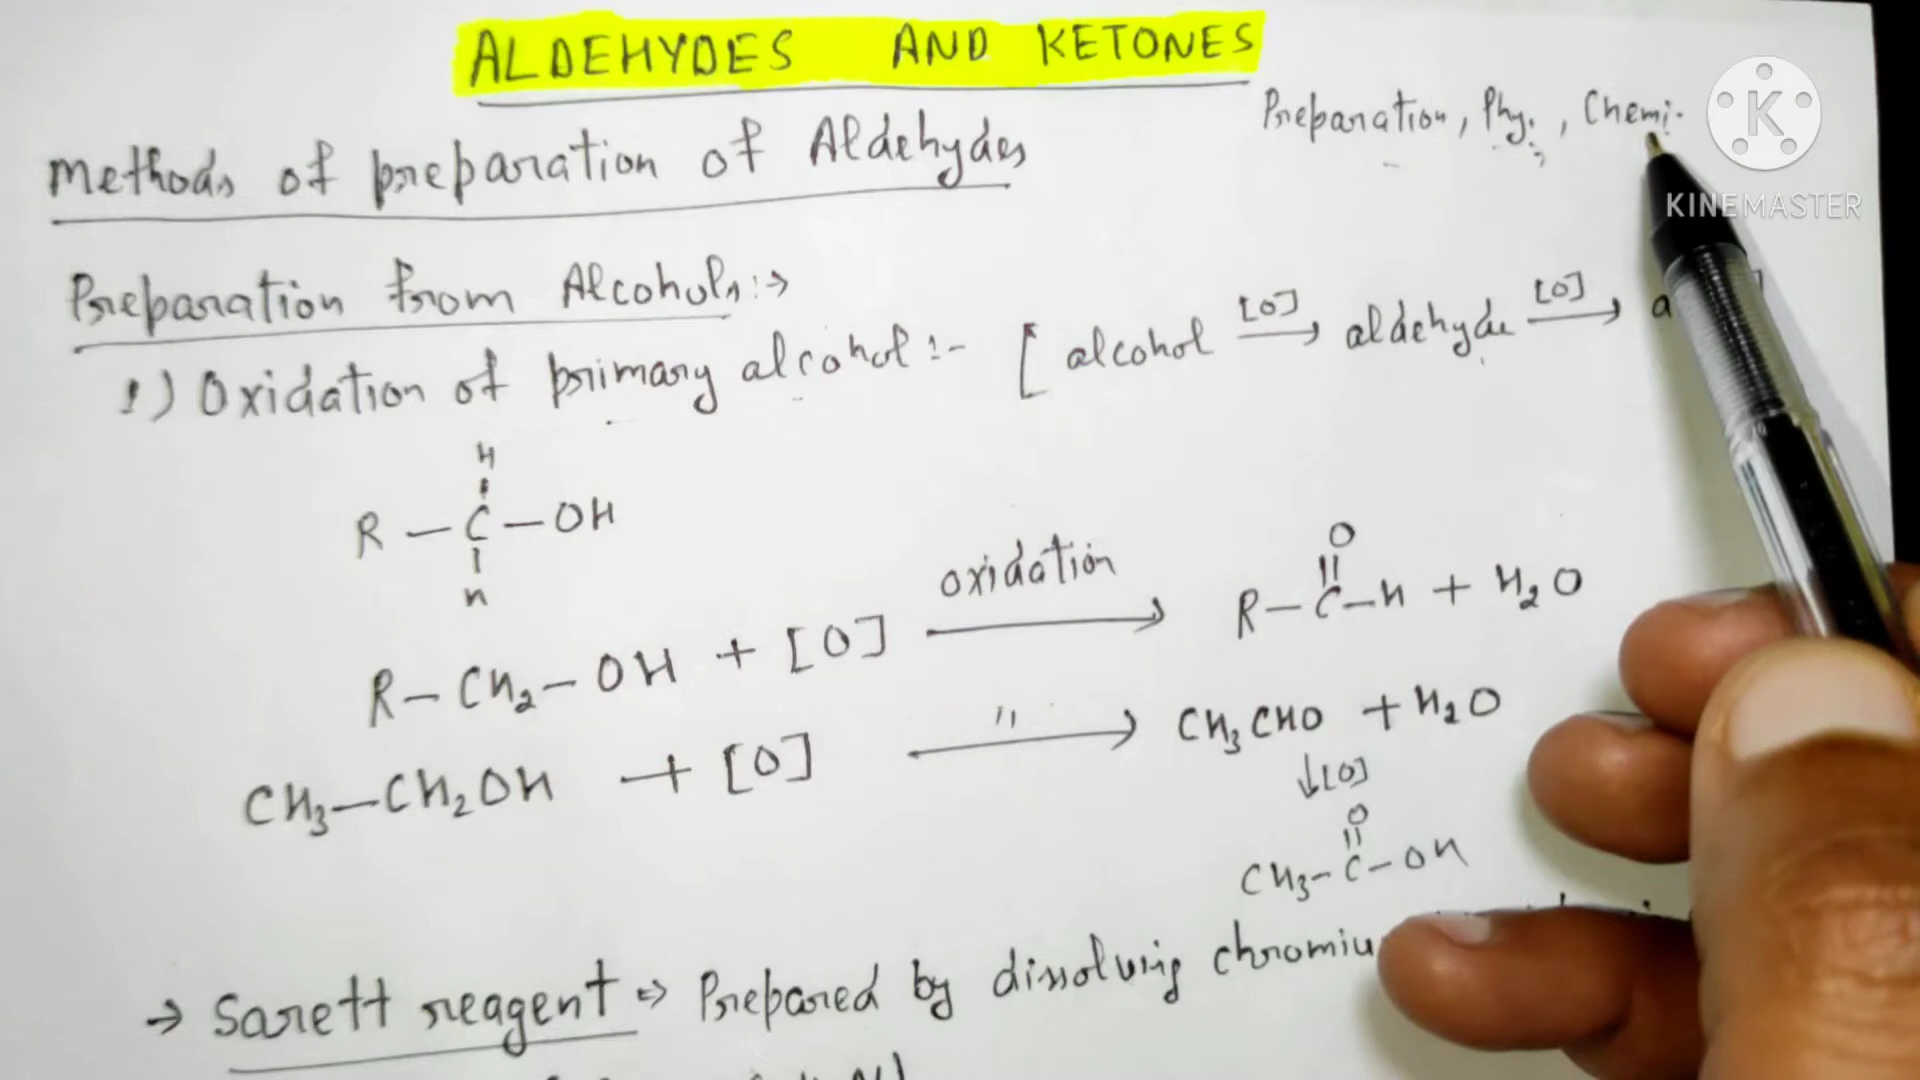 ALDEHYDES AND KETONES
Preparation, Phy., Chemi.
K
KINEMASTER
Methods of preparation of Aldehydes
Preparation from Alcohols:→
1) Oxidation of primary alcohol:- [alcohol [O]→ aldehyde [O]→ a
H
R—C—OH
H
R—CH₂—OH + [O] oxidation→ R—C—H + H₂O
O
CH₃—CH₂OH + [O] "→ CH₃CHO + H₂O
↓[O]
O
CH₃—C—OH
→ Sarett reagent ⇒ Prepared by dissolving chromiu